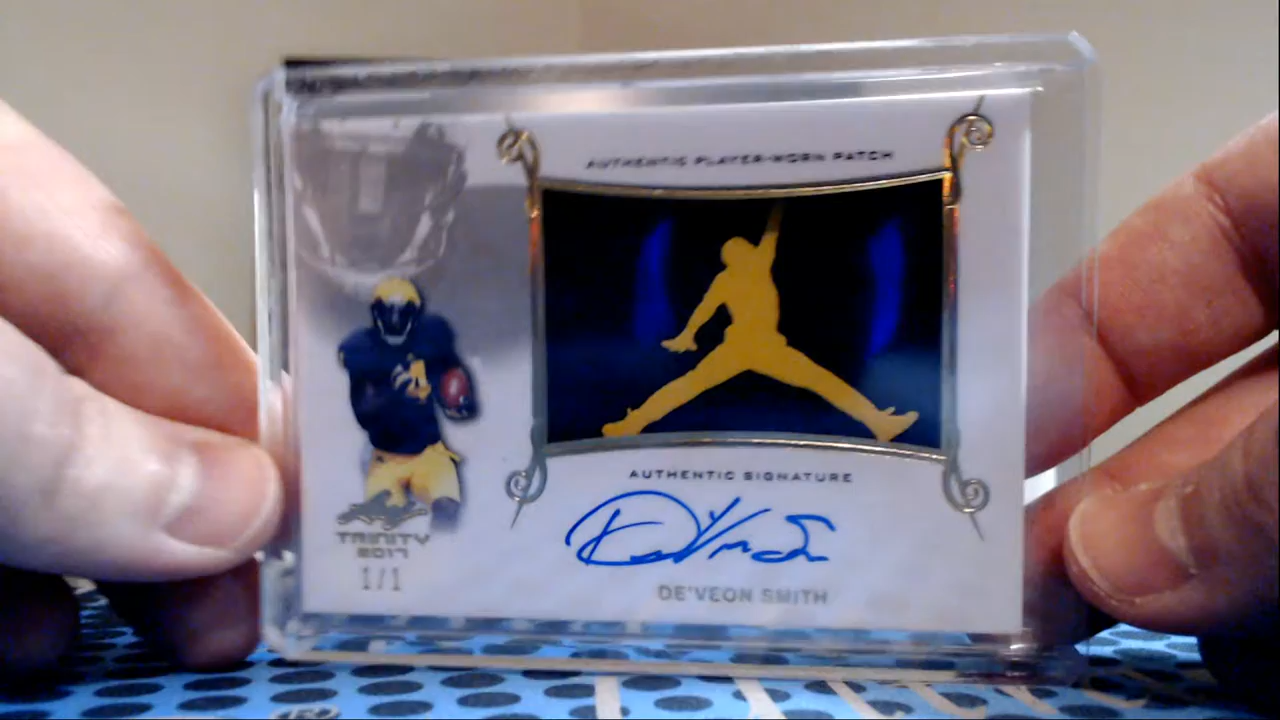 AUTHENTIC PLAYER-WORN PATCH
AUTHENTIC SIGNATURE
TRINITY
2017
1/1
DE'VEON SMITH